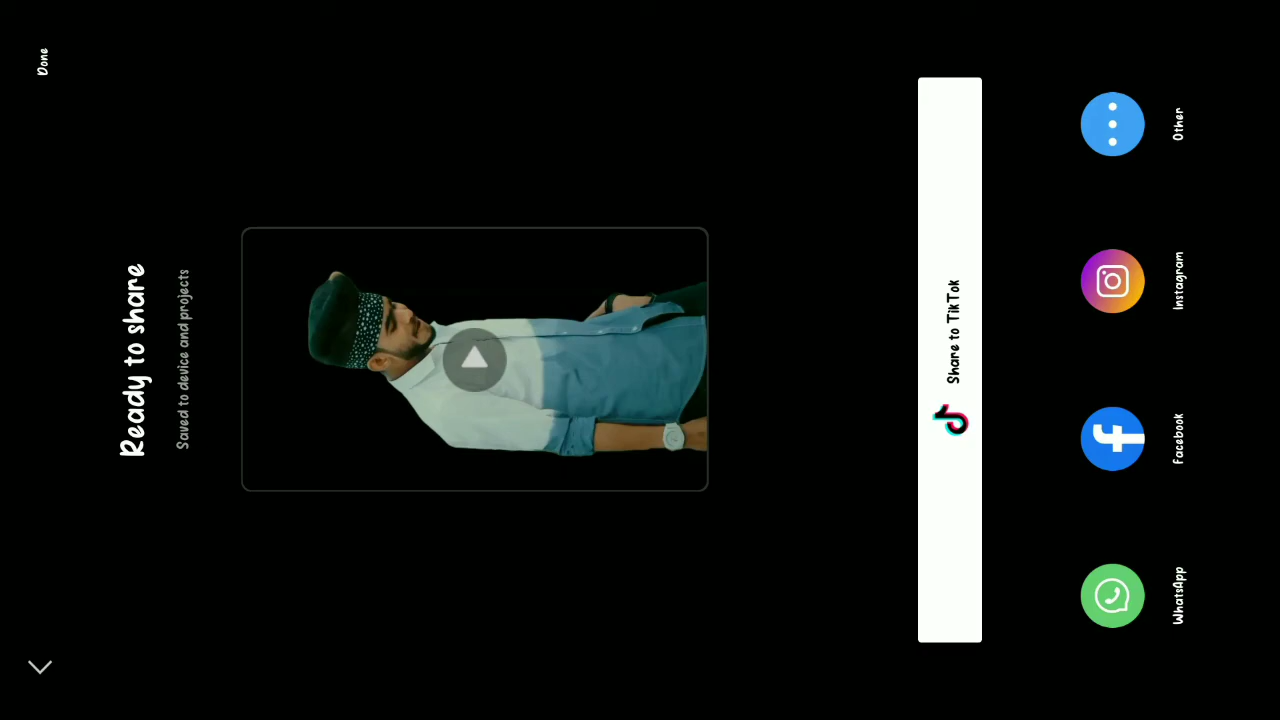 Done
Ready to share
Saved to device and projects
Share to TikTok
WhatsApp
Facebook
Instagram
Other